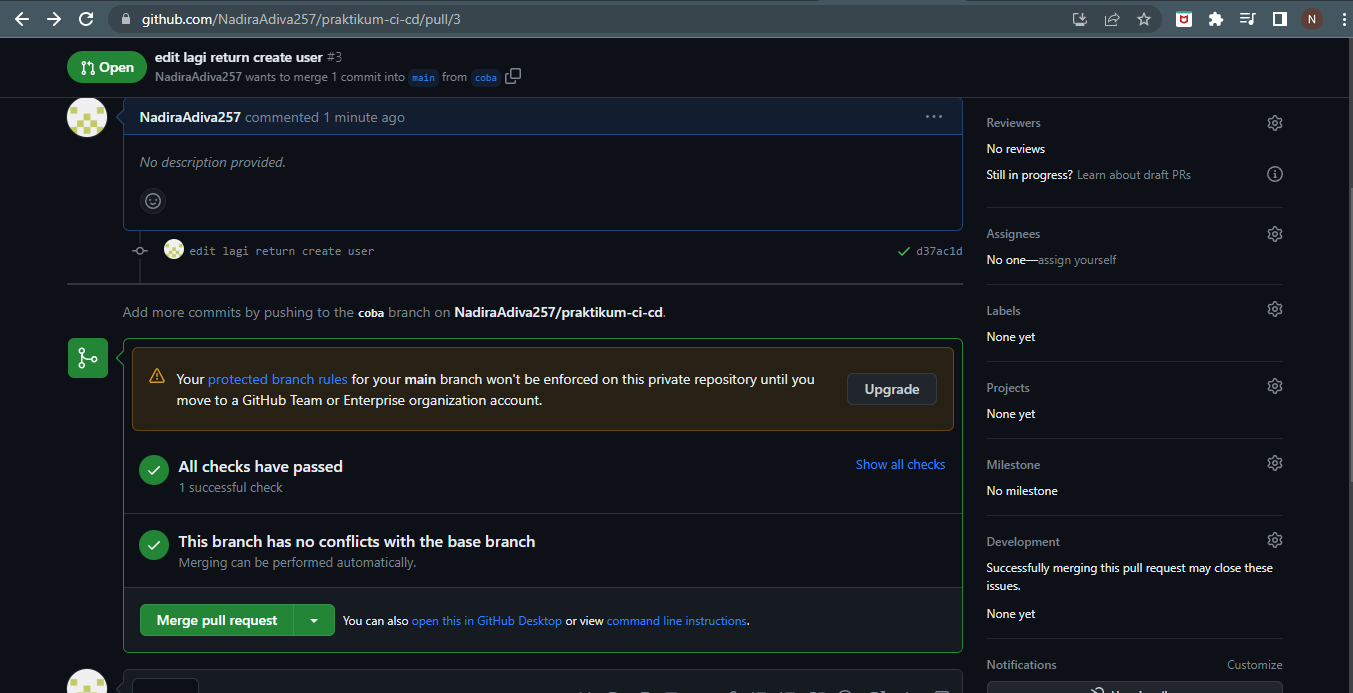 github.com/NadiraAdiva257/praktikum-ci-cd/pull/3
N
Open
edit lagi return create user #3
NadiraAdiva257 wants to merge 1 commit into main from coba
NadiraAdiva257 commented 1 minute ago
No description provided.
edit lagi return create user
d37ac1d
Add more commits by pushing to the coba branch on NadiraAdiva257/praktikum-ci-cd.
Your protected branch rules for your main branch won't be enforced on this private repository until you
move to a GitHub Team or Enterprise organization account.
Upgrade
All checks have passed
1 successful check
Show all checks
This branch has no conflicts with the base branch
Merging can be performed automatically.
Merge pull request
You can also open this in GitHub Desktop or view command line instructions.
Reviewers
No reviews
Still in progress? Learn about draft PRs
Assignees
No one—assign yourself
Labels
None yet
Projects
None yet
Milestone
No milestone
Development
Successfully merging this pull request may close these
issues.
None yet
Notifications
Customize